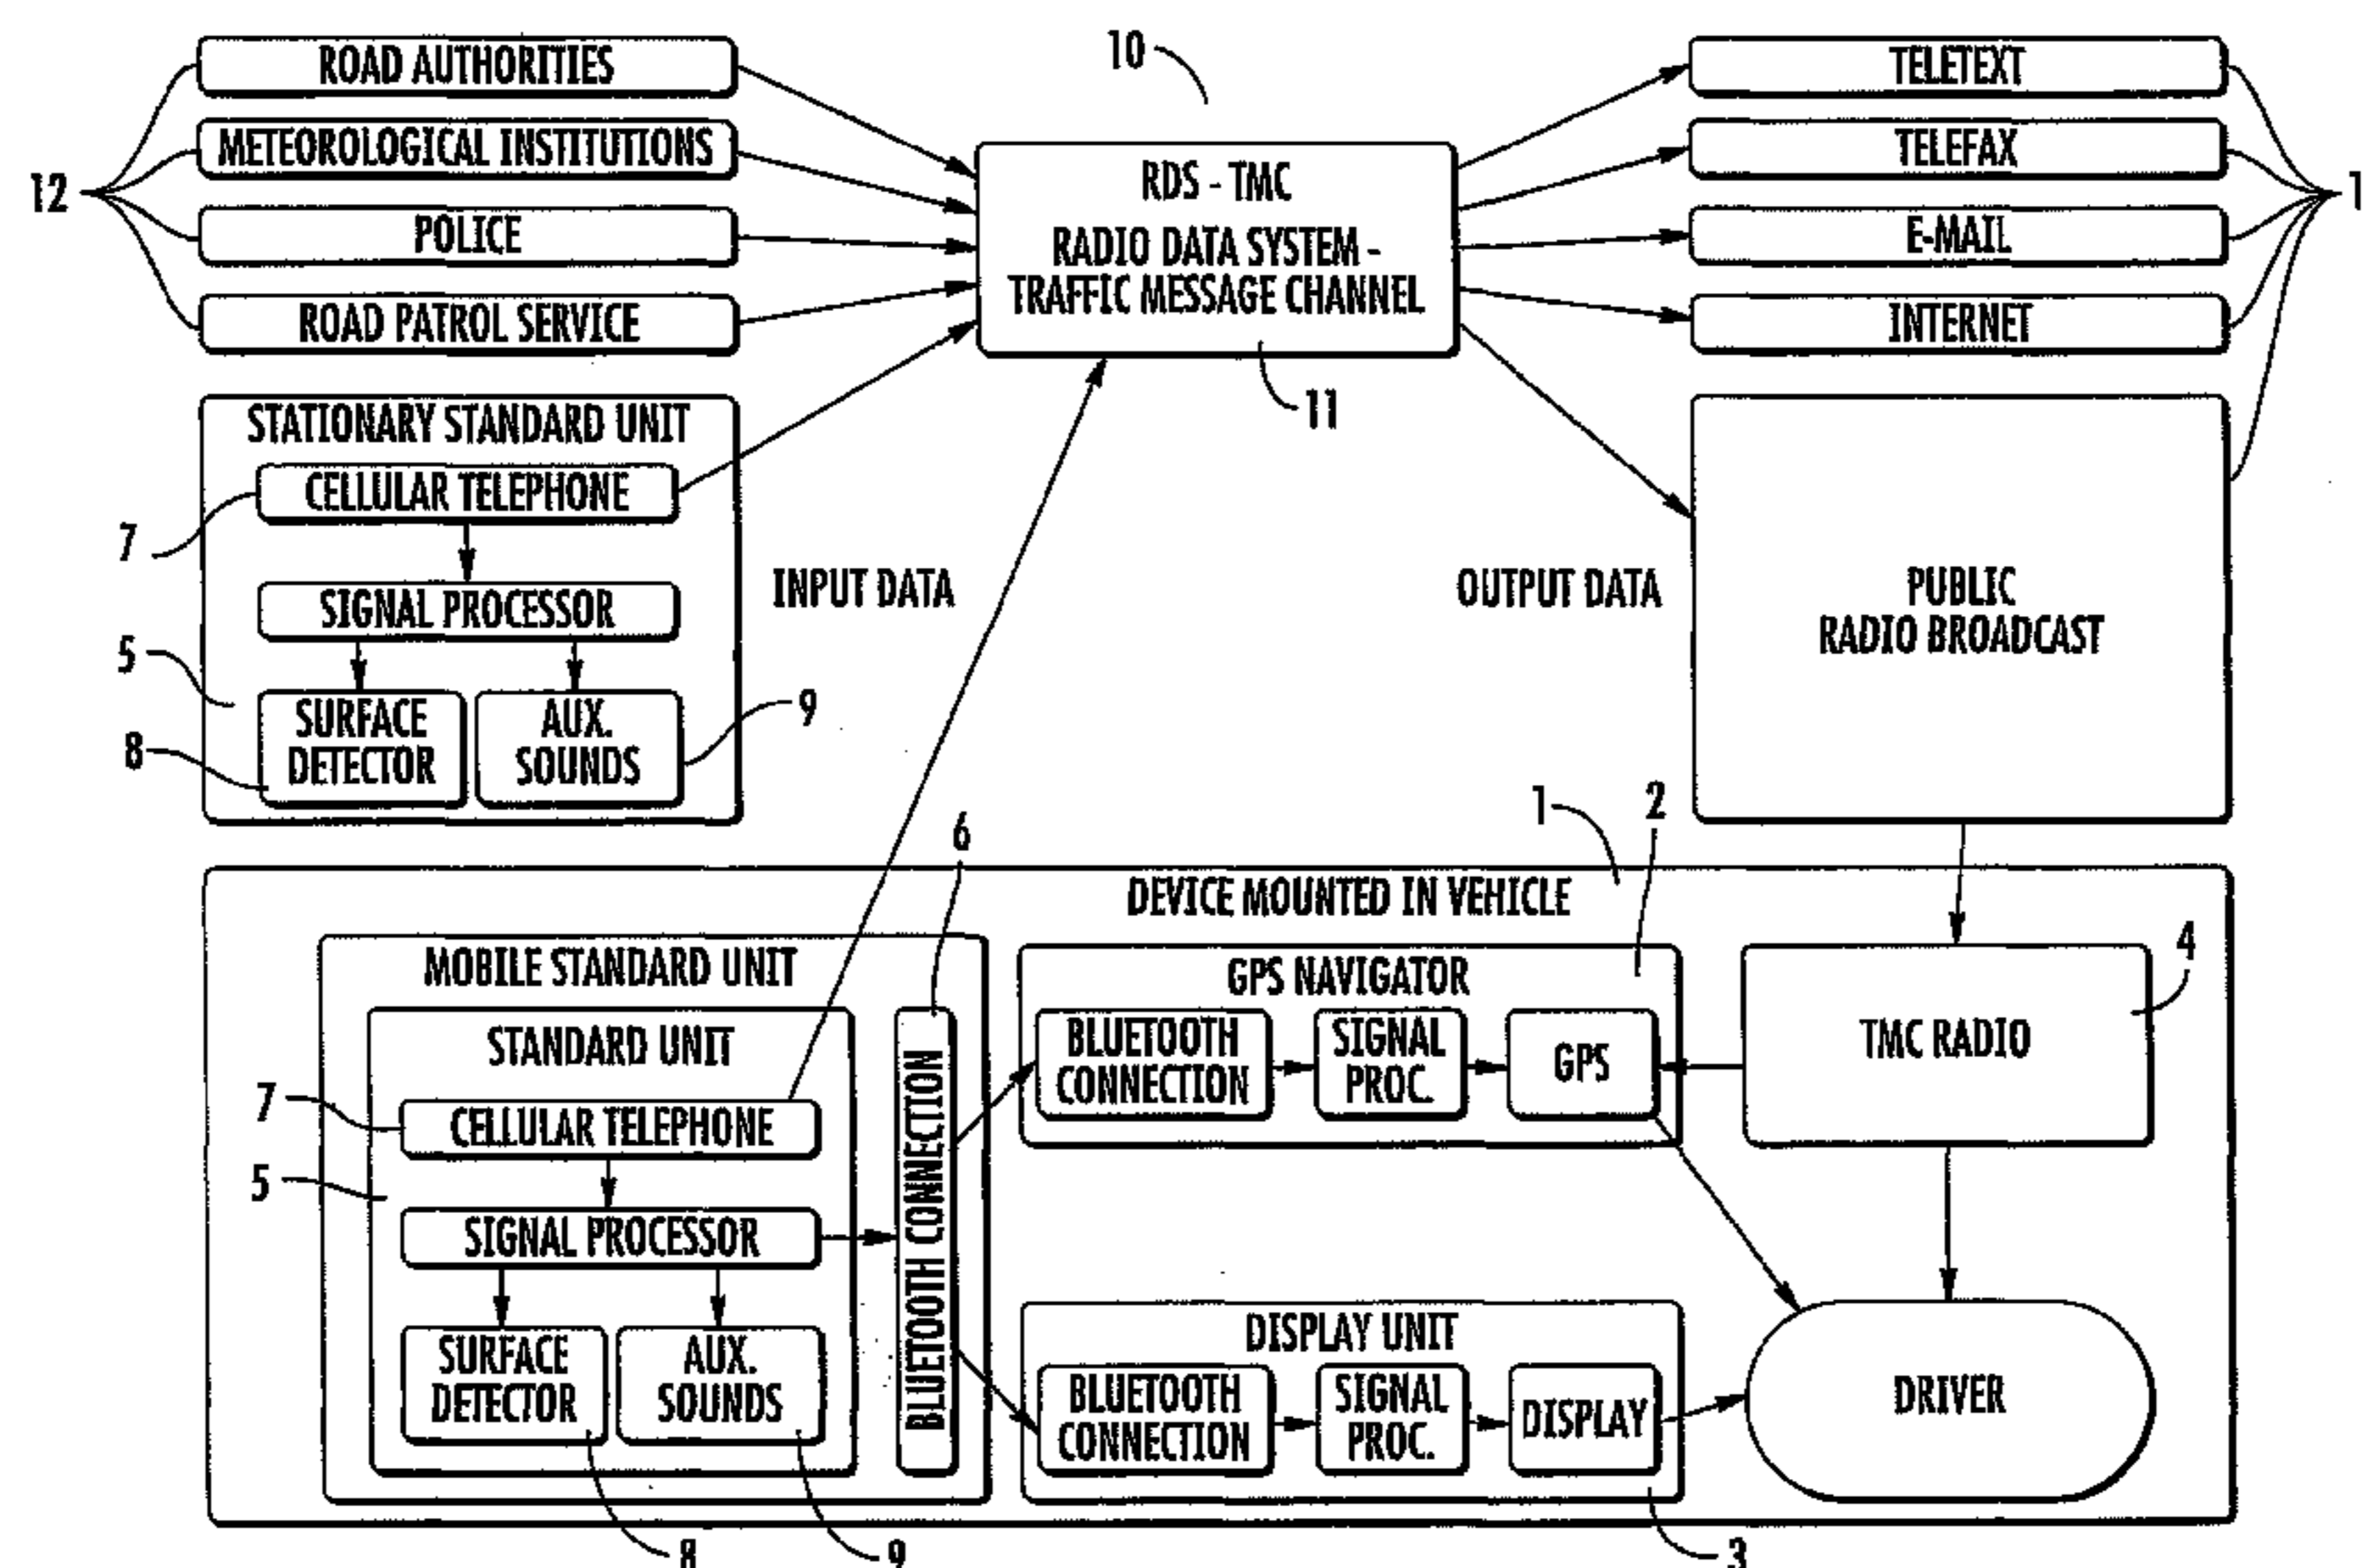 10
ROAD AUTHORITIES
TELETEXT
METEOROLOGICAL INSTITUTIONS
TELEFAX
12
RDS - TMC
RADIO DATA SYSTEM -
TRAFFIC MESSAGE CHANNEL
1
POLICE
E-MAIL
ROAD PATROL SERVICE
INTERNET
11
STATIONARY STANDARD UNIT
CELLULAR TELEPHONE
7
SIGNAL PROCESSOR
INPUT DATA
OUTPUT DATA
PUBLIC
RADIO BROADCAST
5
SURFACE
DETECTOR
AUX.
SOUNDS
9
8
6
1
2
DEVICE MOUNTED IN VEHICLE
MOBILE STANDARD UNIT
GPS NAVIGATOR
4
STANDARD UNIT
BLUETOOTH
CONNECTION
SIGNAL
PROC.
GPS
TMC RADIO
7
CELLULAR TELEPHONE
5
SIGNAL PROCESSOR
BLUETOOTH CONNECTION
SURFACE
DETECTOR
AUX.
SOUNDS
DISPLAY UNIT
BLUETOOTH
CONNECTION
SIGNAL
PROC.
DISPLAY
DRIVER
8
9
3